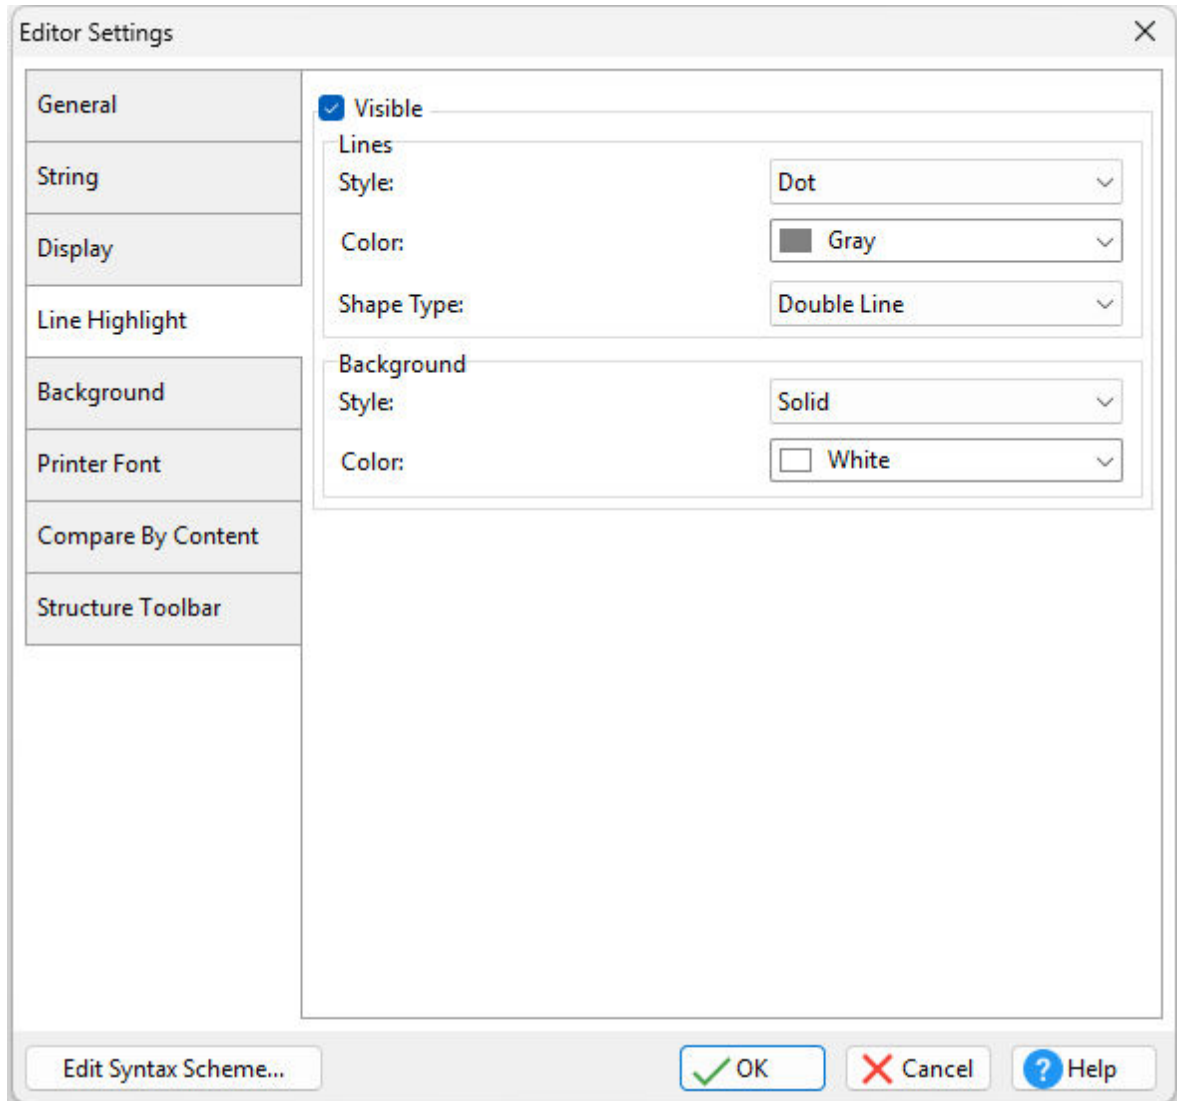 Editor Settings
General
String
Display
Line Highlight
Background
Printer Font
Compare By Content
Structure Toolbar
Visible
Lines
Style: Dot
Color: Gray
Shape Type: Double Line
Background
Style: Solid
Color: White
Edit Syntax Scheme... OK Cancel ? Help